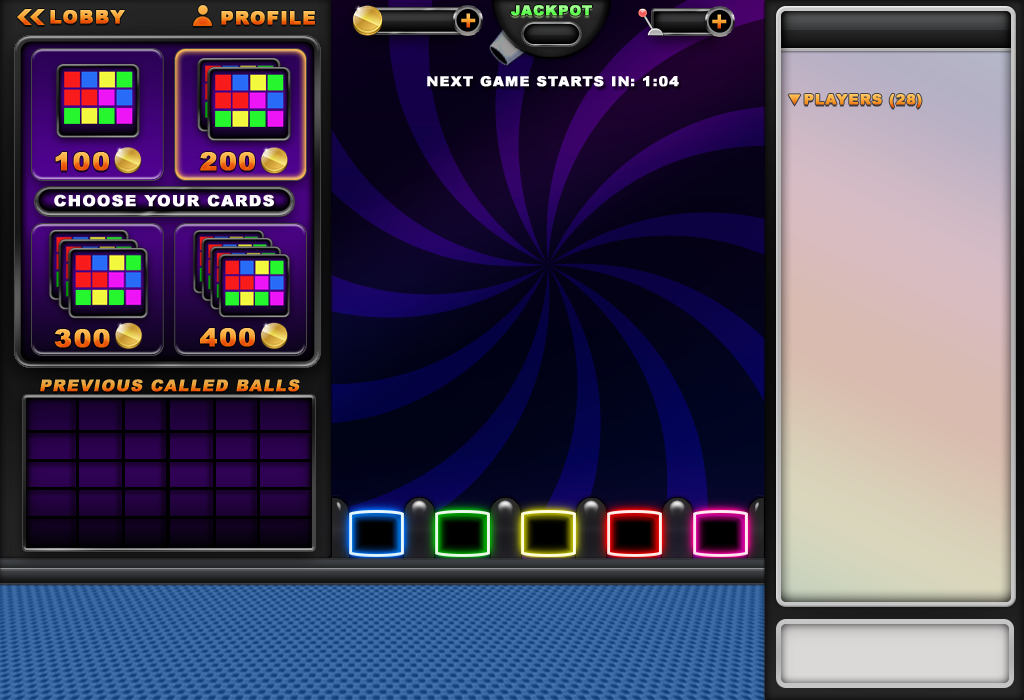 LOBBY
PROFILE
JACKPOT
NEXT GAME STARTS IN: 1:04
100
200
CHOOSE YOUR CARDS
300
400
PREVIOUS CALLED BALLS
PLAYERS (28)